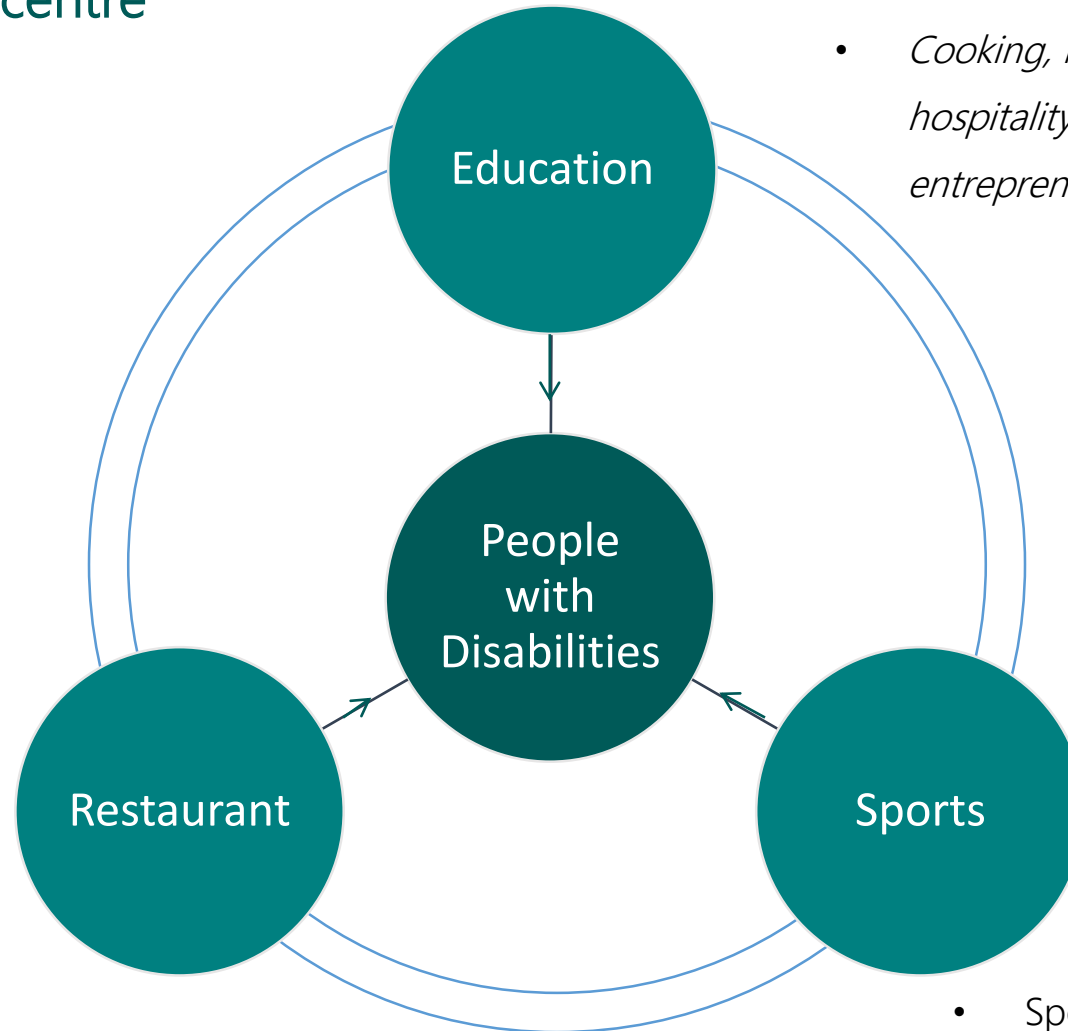 centre
• Cooking,
hospitality
entrepren
Education
People
with
Disabilities
Restaurant
Sports
• Sp